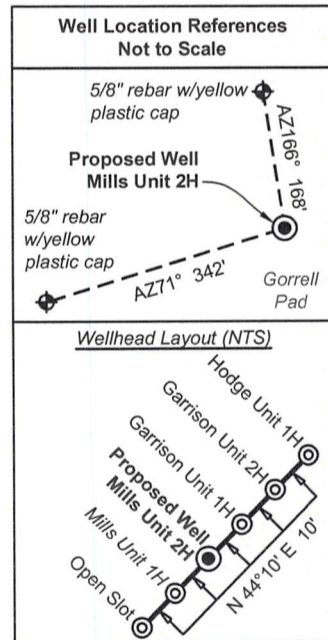 Well Location References
Not to Scale
5/8" rebar w/yellow
plastic cap
AZ166° 168'
Proposed Well
Mills Unit 2H
5/8" rebar
w/yellow
plastic cap
AZ71° 342'
Gorrell
Pad
Wellhead Layout (NTS)
Hodge Unit 1H
Garrison Unit 2H
Garrison Unit 1H
Proposed Well
Mills Unit 2H
Mills Unit 1H
Open Slot
N 44°10' E 10'